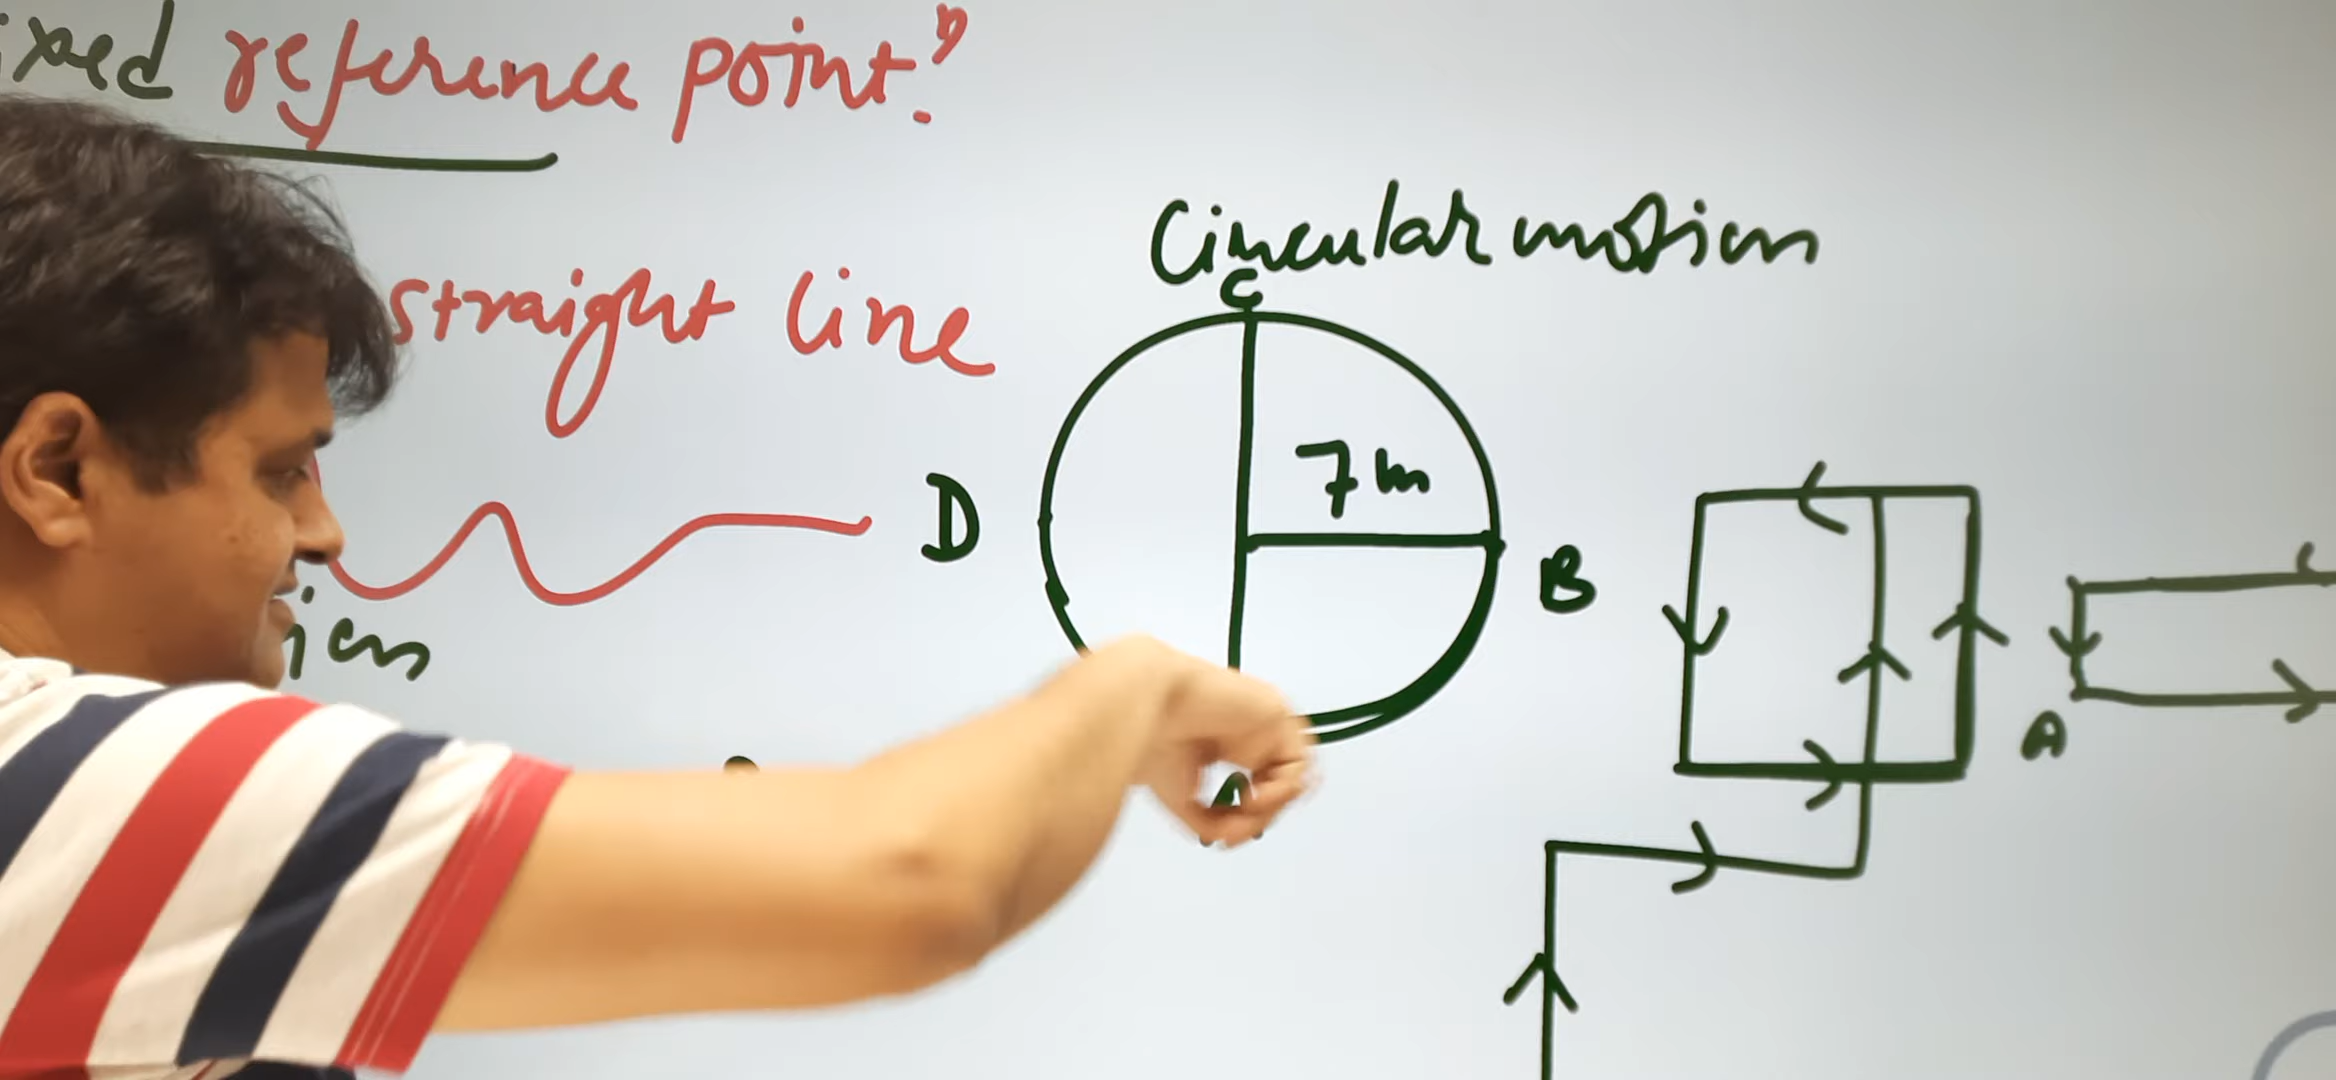 reference point?
Circular motion
C
straight line
7m
D
B
A
A